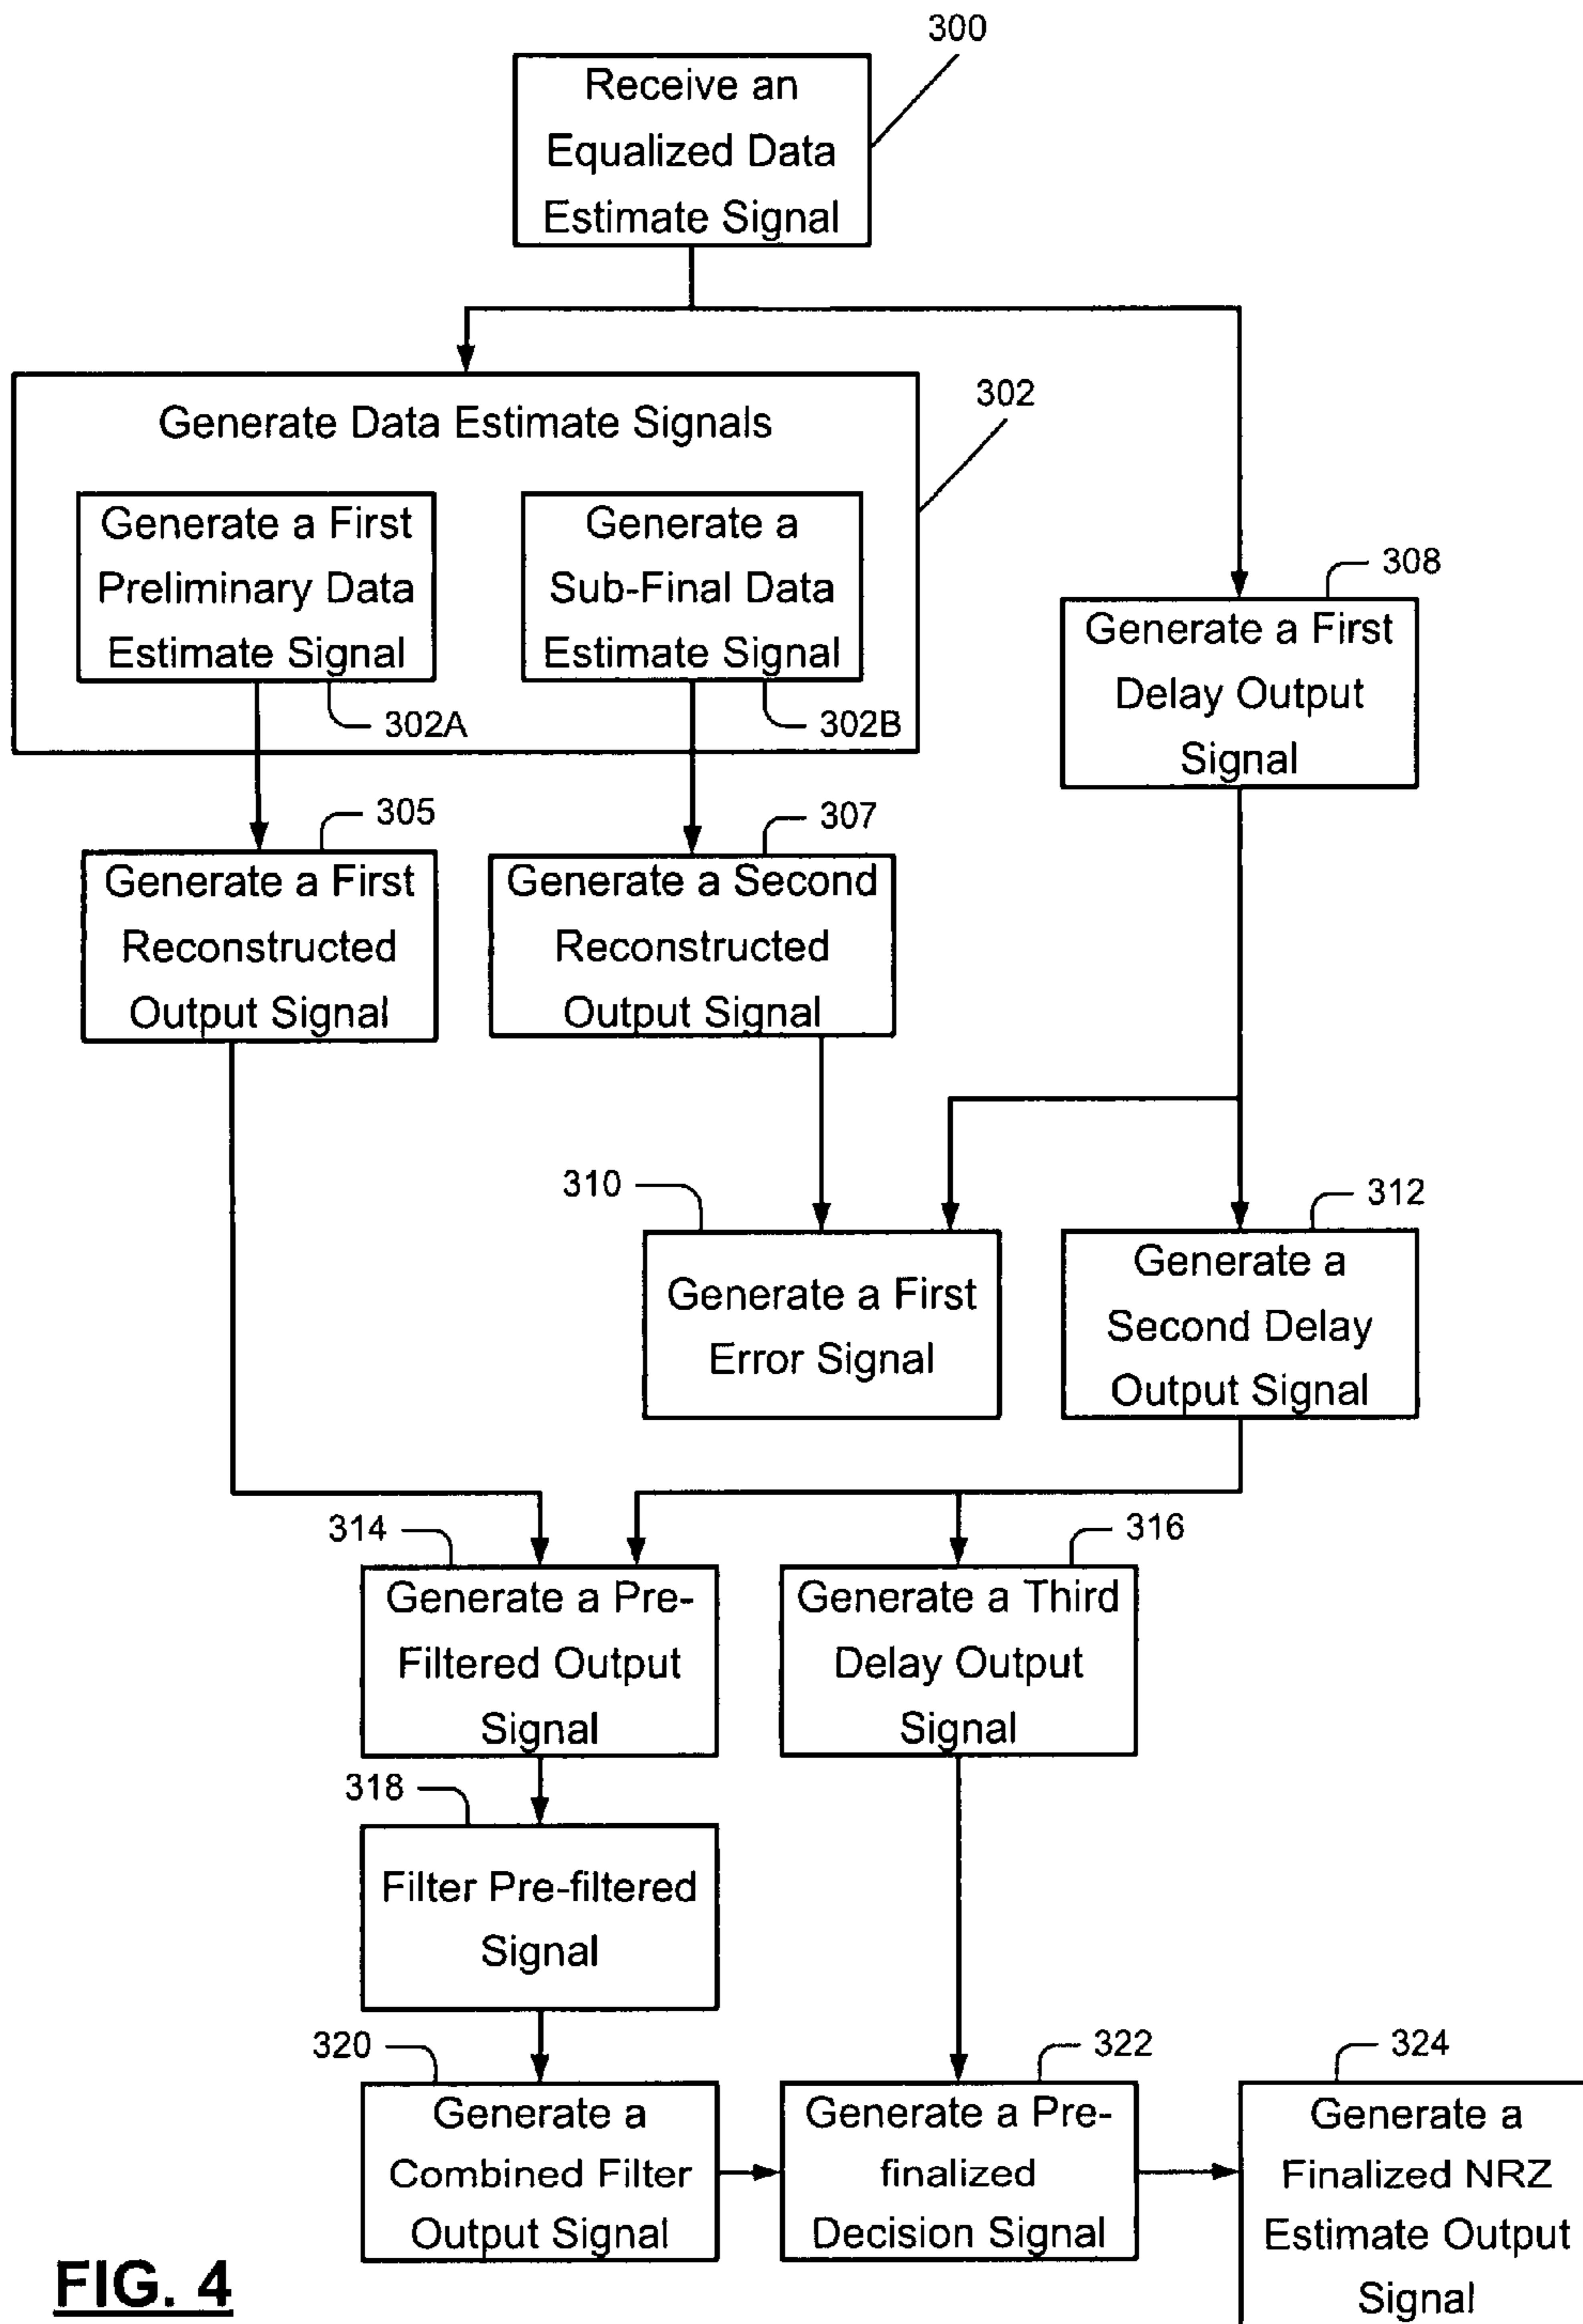 300
Receive an
Equalized Data
Estimate Signal
302
Generate Data Estimate Signals
Generate a First
Preliminary Data
Estimate Signal
302A
Generate a
Sub-Final Data
Estimate Signal
302B
308
Generate a First
Delay Output
Signal
305
Generate a First
Reconstructed
Output Signal
307
Generate a Second
Reconstructed
Output Signal
310
Generate a First
Error Signal
312
Generate a
Second Delay
Output Signal
314
Generate a Pre-
Filtered Output
Signal
316
Generate a Third
Delay Output
Signal
318
Filter Pre-filtered
Signal
320
Generate a
Combined Filter
Output Signal
322
Generate a Pre-
finalized
Decision Signal
324
Generate a
Finalized NRZ
Estimate Output
Signal
FIG. 4